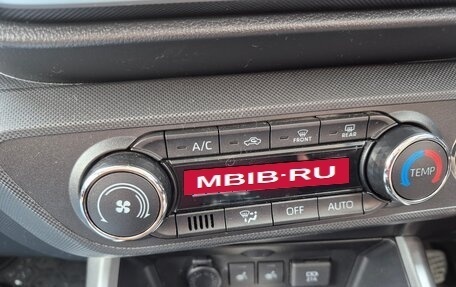 A/C
FRONT
REAR
MBIB·RU
TEMP
OFF
AUTO